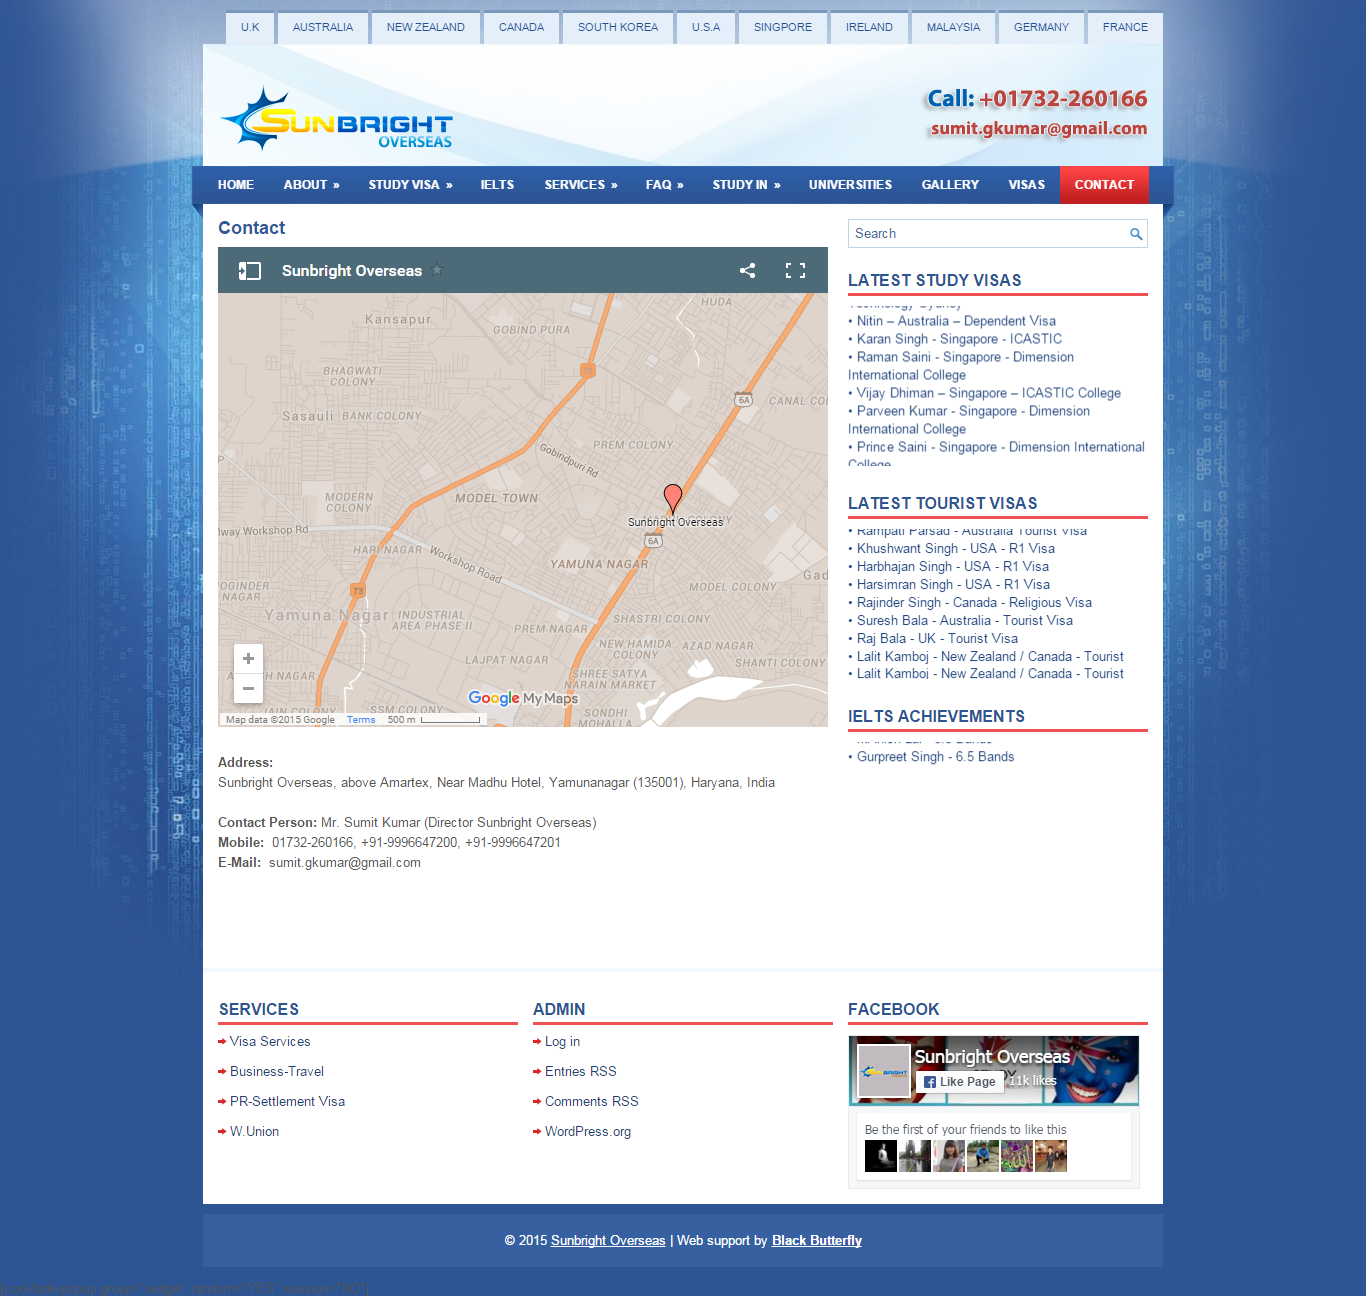 U.K
AUSTRALIA
NEW ZEALAND
CANADA
SOUTH KOREA
U.S.A
SINGPORE
IRELAND
MALAYSIA
GERMANY
FRANCE
SUNBRIGHT
OVERSEAS
Call: +01732-260166
sumit.gkumar@gmail.com
HOME
ABOUT »
STUDY VISA »
IELTS
SERVICES »
FAQ »
STUDY IN »
UNIVERSITIES
GALLERY
VISAS
CONTACT
Contact
Sunbright Overseas
HUDA
Kansapur
GOBIND PURA
73
BHAGWATI
COLONY
6A
CANAL CO
Sasauli
BANK COLONY
PREM COLONY
Gobindpuri Rd
MODERN
COLONY
MODEL TOWN
COLONY
Sunbright Overseas
dway Workshop Rd
6A
HARI NAGAR
Workshop Road
YAMUNA NAGAR
Gad
OGINDER
NAGAR
73
MODEL COLONY
Yamuna Nagar
INDUSTRIAL
AREA PHASE II
SHASTRI COLONY
PREM NAGAR
NEW HAMIDA
COLONY
AZAD NAGAR
LAJPAT NAGAR
SHANTI COLONY
SHREE SATYA
NARAIN MARKET
H NAGAR
+
−
Google My Maps
SSM COLONY
SONDHI
MOHALLA
Map data ©2015 Google
Terms
500 m
Address:
Sunbright Overseas, above Amartex, Near Madhu Hotel, Yamunanagar (135001), Haryana, India
Contact Person: Mr. Sumit Kumar (Director Sunbright Overseas)
Mobile: 01732-260166, +91-9996647200, +91-9996647201
E-Mail: sumit.gkumar@gmail.com
Search
LATEST STUDY VISAS
Technology Sydney
• Nitin – Australia – Dependent Visa
• Karan Singh - Singapore - ICASTIC
• Raman Saini - Singapore - Dimension
International College
• Vijay Dhiman – Singapore – ICASTIC College
• Parveen Kumar - Singapore - Dimension
International College
• Prince Saini - Singapore - Dimension International
College
LATEST TOURIST VISAS
• Rampati Parsad - Australia Tourist Visa
• Khushwant Singh - USA - R1 Visa
• Harbhajan Singh - USA - R1 Visa
• Harsimran Singh - USA - R1 Visa
• Rajinder Singh - Canada - Religious Visa
• Suresh Bala - Australia - Tourist Visa
• Raj Bala - UK - Tourist Visa
• Lalit Kamboj - New Zealand / Canada - Tourist
• Lalit Kamboj - New Zealand / Canada - Tourist
IELTS ACHIEVEMENTS
• Gurpreet Singh - 6.5 Bands
SERVICES
Visa Services
Business-Travel
PR-Settlement Visa
W.Union
ADMIN
Log in
Entries RSS
Comments RSS
WordPress.org
FACEBOOK
SUNBRIGHT
Sunbright Overseas
Like Page
11k likes
Be the first of your friends to like this
© 2015 Sunbright Overseas | Web support by Black Butterfly